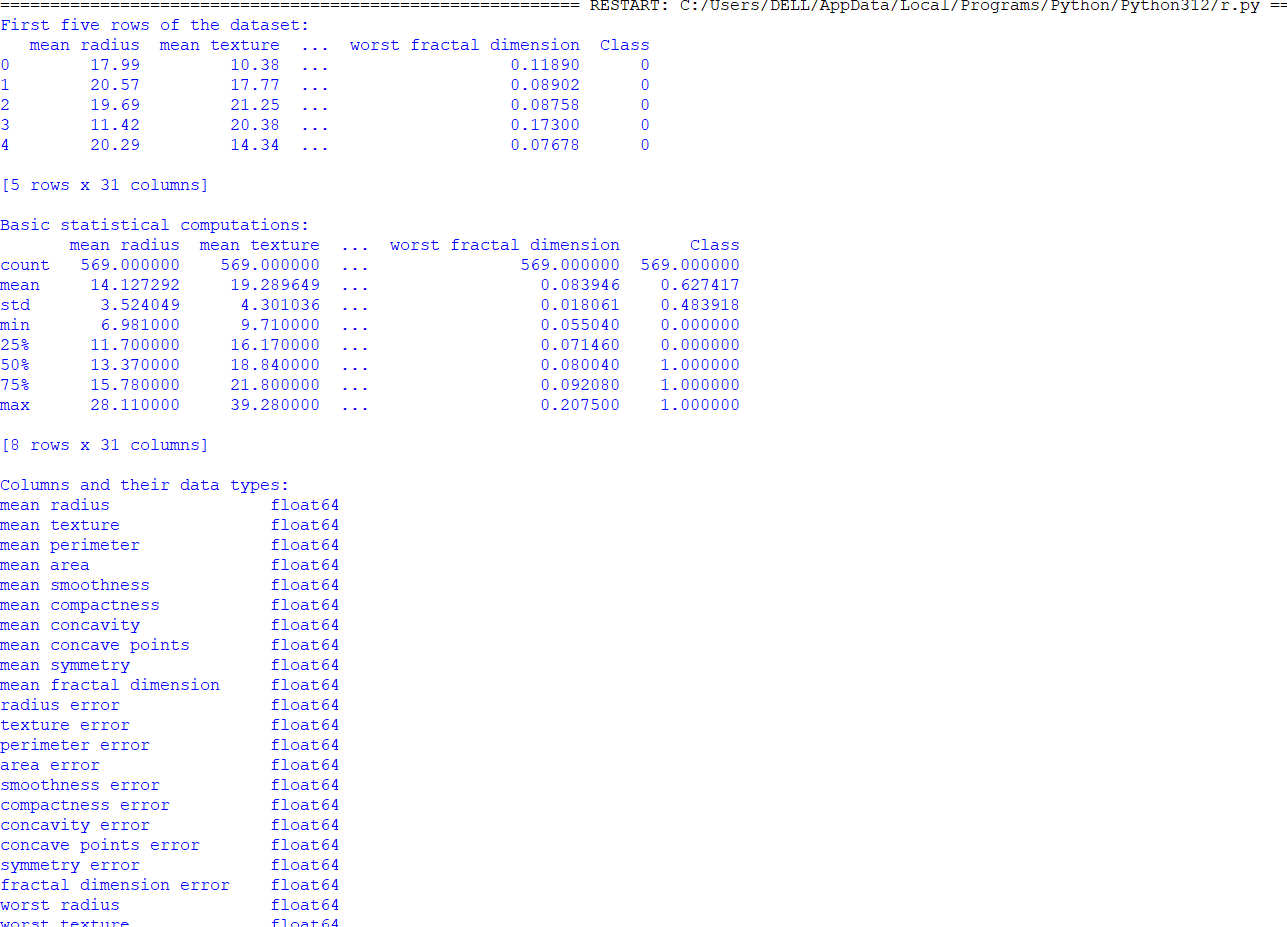 ========================================================== RESTART: C:/Users/DELL/AppData/Local/Programs/Python/Python312/r.py ==
First five rows of the dataset:
   mean radius  mean texture  ...  worst fractal dimension  Class
0        17.99         10.38  ...                  0.11890      0
1        20.57         17.77  ...                  0.08902      0
2        19.69         21.25  ...                  0.08758      0
3        11.42         20.38  ...                  0.17300      0
4        20.29         14.34  ...                  0.07678      0
[5 rows x 31 columns]
Basic statistical computations:
       mean radius  mean texture  ...  worst fractal dimension       Class
count   569.000000    569.000000  ...               569.000000  569.000000
mean     14.127292     19.289649  ...                 0.083946    0.627417
std       3.524049      4.301036  ...                 0.018061    0.483918
min       6.981000      9.710000  ...                 0.055040    0.000000
25%      11.700000     16.170000  ...                 0.071460    0.000000
50%      13.370000     18.840000  ...                 0.080040    1.000000
75%      15.780000     21.800000  ...                 0.092080    1.000000
max      28.110000     39.280000  ...                 0.207500    1.000000
[8 rows x 31 columns]
Columns and their data types:
mean radius                float64
mean texture               float64
mean perimeter             float64
mean area                  float64
mean smoothness            float64
mean compactness           float64
mean concavity             float64
mean concave points        float64
mean symmetry              float64
mean fractal dimension     float64
radius error               float64
texture error              float64
perimeter error            float64
area error                 float64
smoothness error           float64
compactness error          float64
concavity error            float64
concave points error       float64
symmetry error             float64
fractal dimension error    float64
worst radius               float64
worst texture              float64